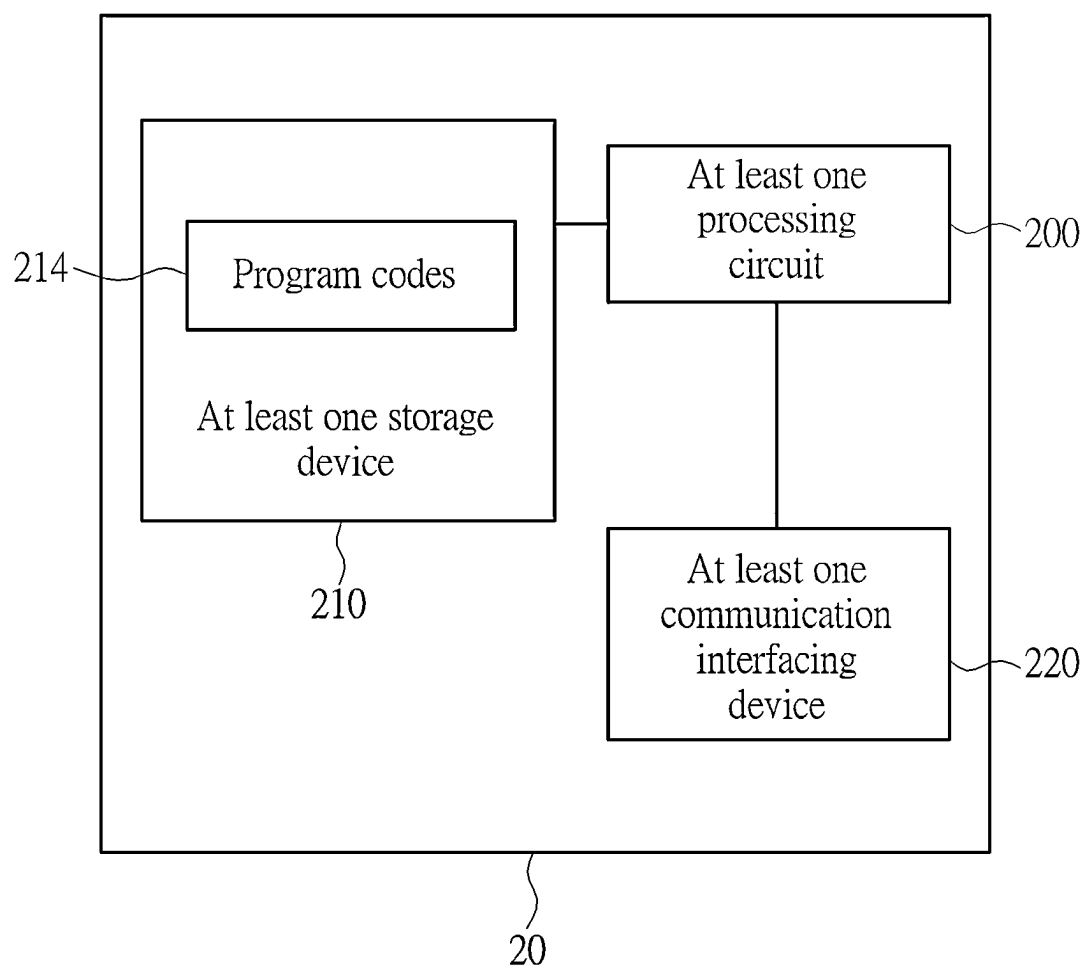 At least one
processing
circuit
200
214
Program codes
At least one storage
device
210
At least one
communication
interfacing
device
220
20